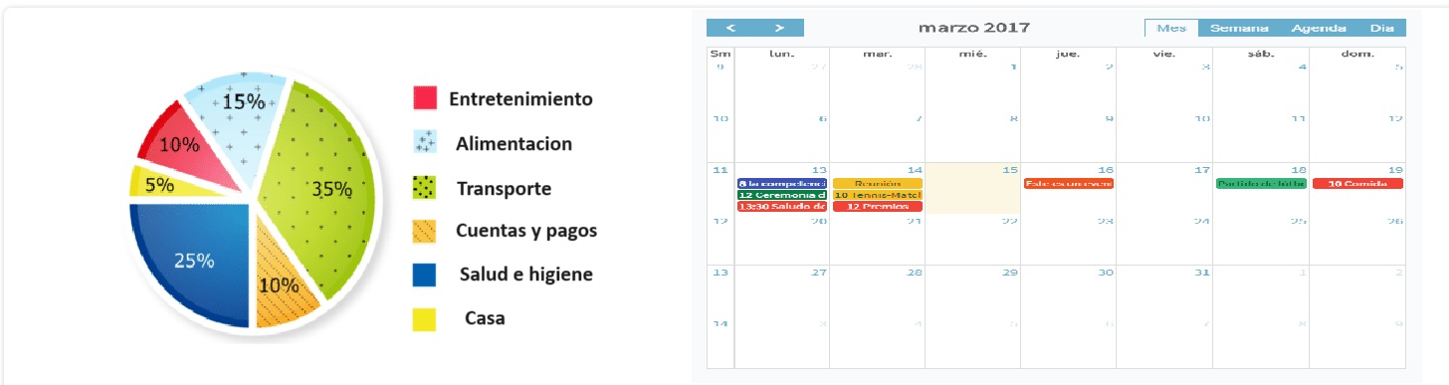 15%
10%
5%
35%
25%
10%
Entretenimiento
Alimentacion
Transporte
Cuentas y pagos
Salud e higiene
Casa
< > marzo 2017 Mes Semana Agenda Dia
Sm lun. mar. mié. jue. vie. sáb. dom.
9 27 28 1 2 3 4 5
10 6 7 8 9 10 11 12
11 13 14 15 16 17 18 19
8 la competenci Reunión Este es un even Partido de fútbo 10 Comida
12 Ceremonia d 10 Tennis-Matcl
13:30 Saludo de 12 Premios
12 20 21 22 23 24 25 26
13 27 28 29 30 31 1 2
14 3 4 5 6 7 8 9